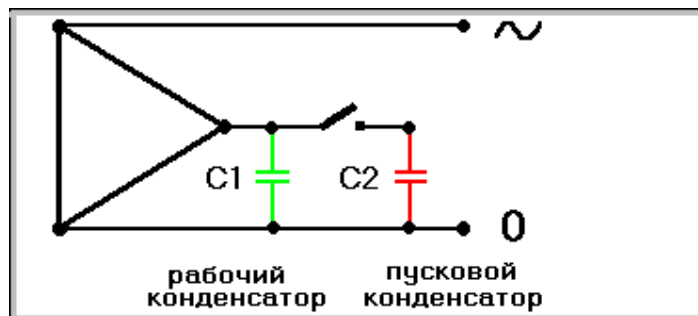 C1
C2
0
рабочий
конденсатор
пусковой
конденсатор